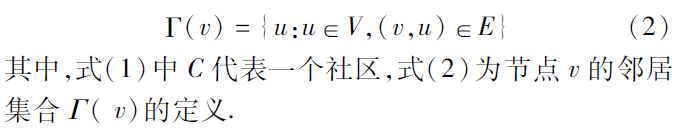 Γ(v) = {u:u∈V,(v,u)∈E} (2)
其中,式(1)中 C 代表一个社区,式(2)为节点 v 的邻居
集合 Γ( v)的定义.